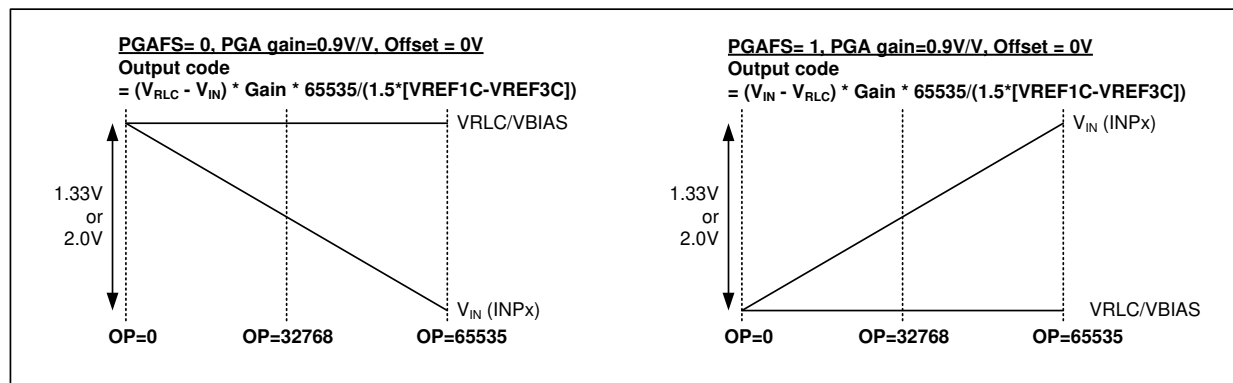 PGAFS= 0, PGA gain=0.9V/V, Offset = 0V
Output code
= (VRLC - VIN) * Gain * 65535/(1.5*[VREF1C-VREF3C])
VRLC/VBIAS
1.33V
or
2.0V
VIN (INPx)
OP=0 OP=32768 OP=65535
PGAFS= 1, PGA gain=0.9V/V, Offset = 0V
Output code
= (VIN - VRLC) * Gain * 65535/(1.5*[VREF1C-VREF3C])
VIN (INPx)
1.33V
or
2.0V
VRLC/VBIAS
OP=0 OP=32768 OP=65535